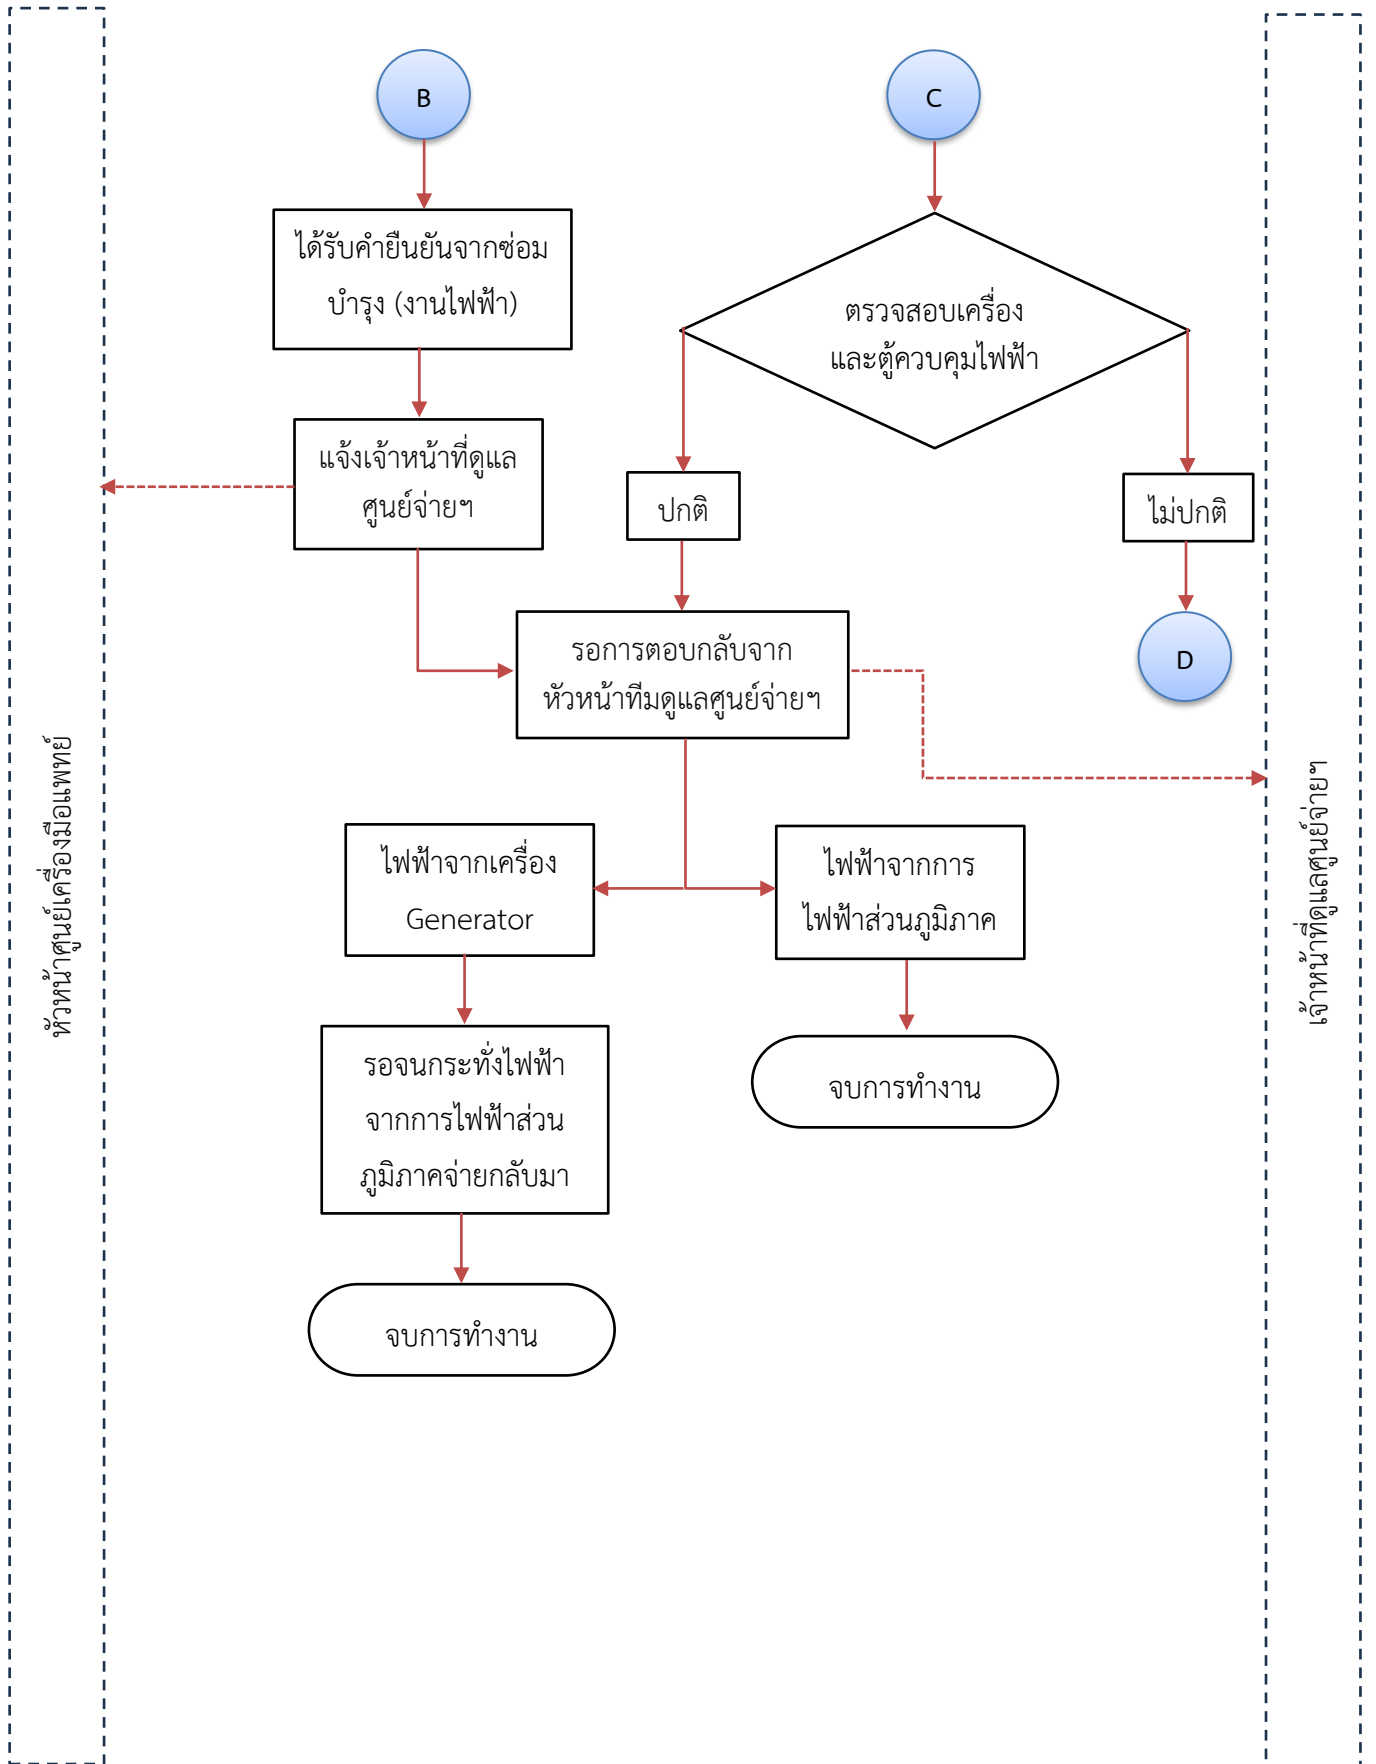 B
C
ได้รับคำยืนยันจากซ่อม
บำรุง (งานไฟฟ้า)
ตรวจสอบเครื่อง
และตู้ควบคุมไฟฟ้า
แจ้งเจ้าหน้าที่ดูแล
ศูนย์จ่ายฯ
ปกติ
ไม่ปกติ
รอการตอบกลับจาก
หัวหน้าทีมดูแลศูนย์จ่ายฯ
D
หัวหน้าศูนย์เครื่องมือแพทย์
เจ้าหน้าที่ดูแลศูนย์จ่ายฯ
ไฟฟ้าจากเครื่อง
Generator
ไฟฟ้าจากการ
ไฟฟ้าส่วนภูมิภาค
รอจนกระทั่งไฟฟ้า
จากการไฟฟ้าส่วน
ภูมิภาคจ่ายกลับมา
จบการทำงาน
จบการทำงาน